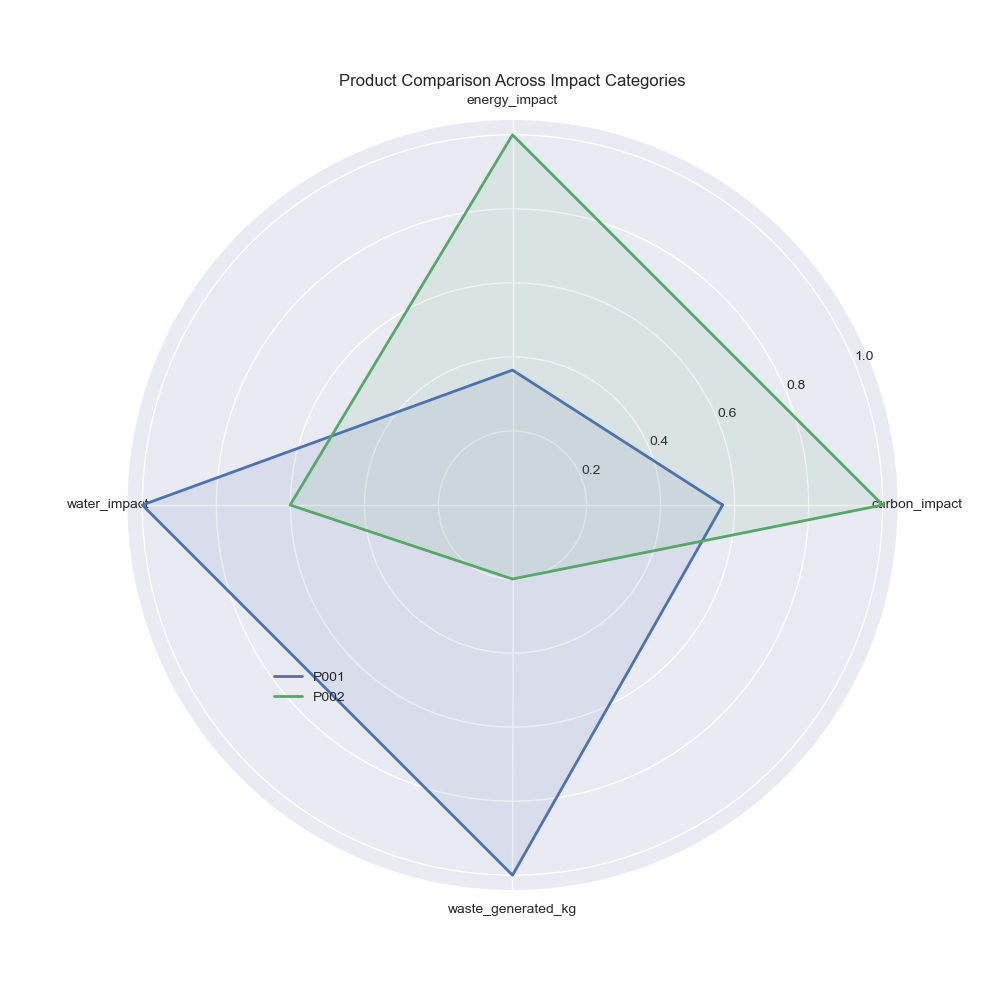 Product Comparison Across Impact Categories
energy_impact
1.0
0.8
0.6
0.4
0.2
water_impact
carbon_impact
P001
P002
waste_generated_kg